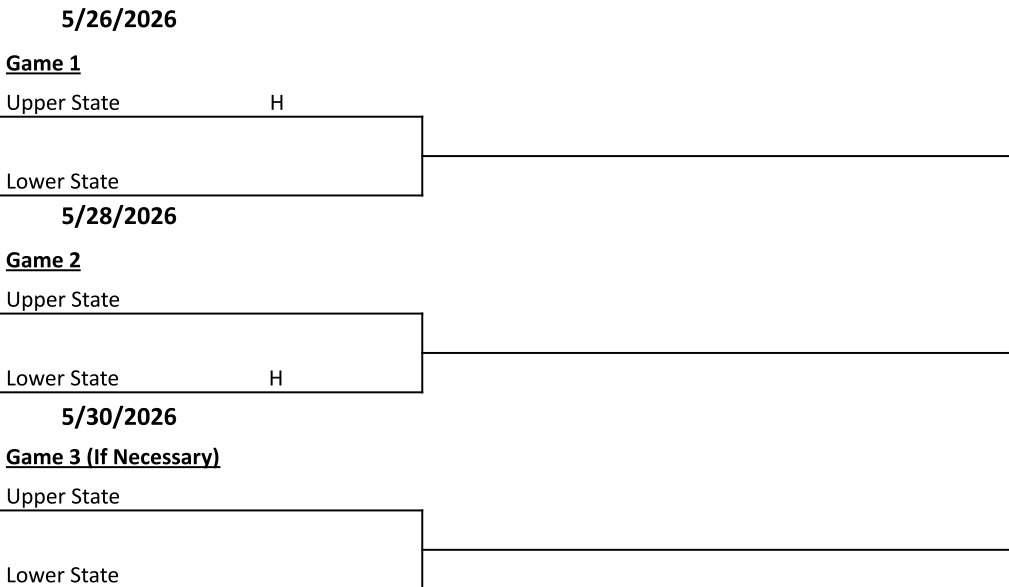 5/26/2026
Game 1
Upper State H
Lower State
5/28/2026
Game 2
Upper State
Lower State H
5/30/2026
Game 3 (If Necessary)
Upper State
Lower State